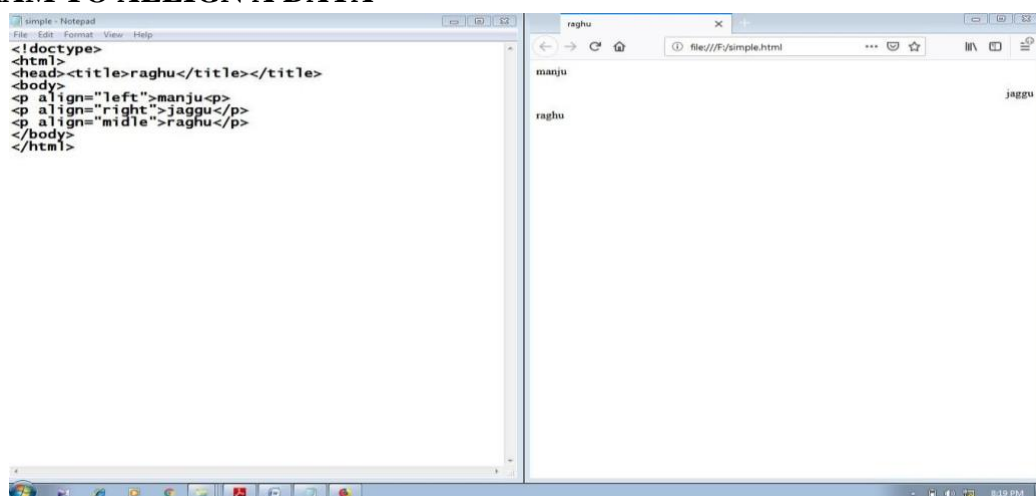 AM TO ALLIGN A DATA
simple - Notepad
File Edit Format View Help
<!doctype>
<html>
<head><title>raghu</title></title>
<body>
<p align="left">manju<p>
<p align="right">jaggu</p>
<p align="midle">raghu</p>
</body>
</html>
raghu
file:///F:/simple.html
manju
jaggu
raghu
8:19 PM